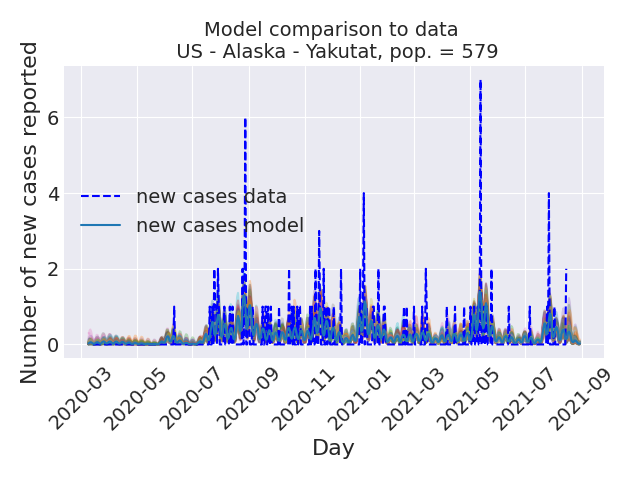 Model comparison to data
US - Alaska - Yakutat, pop. = 579
Number of new cases reported
6
4
2
0
new cases data
new cases model
2020-03
2020-05
2020-07
2020-09
2020-11
2021-01
2021-03
2021-05
2021-07
2021-09
Day